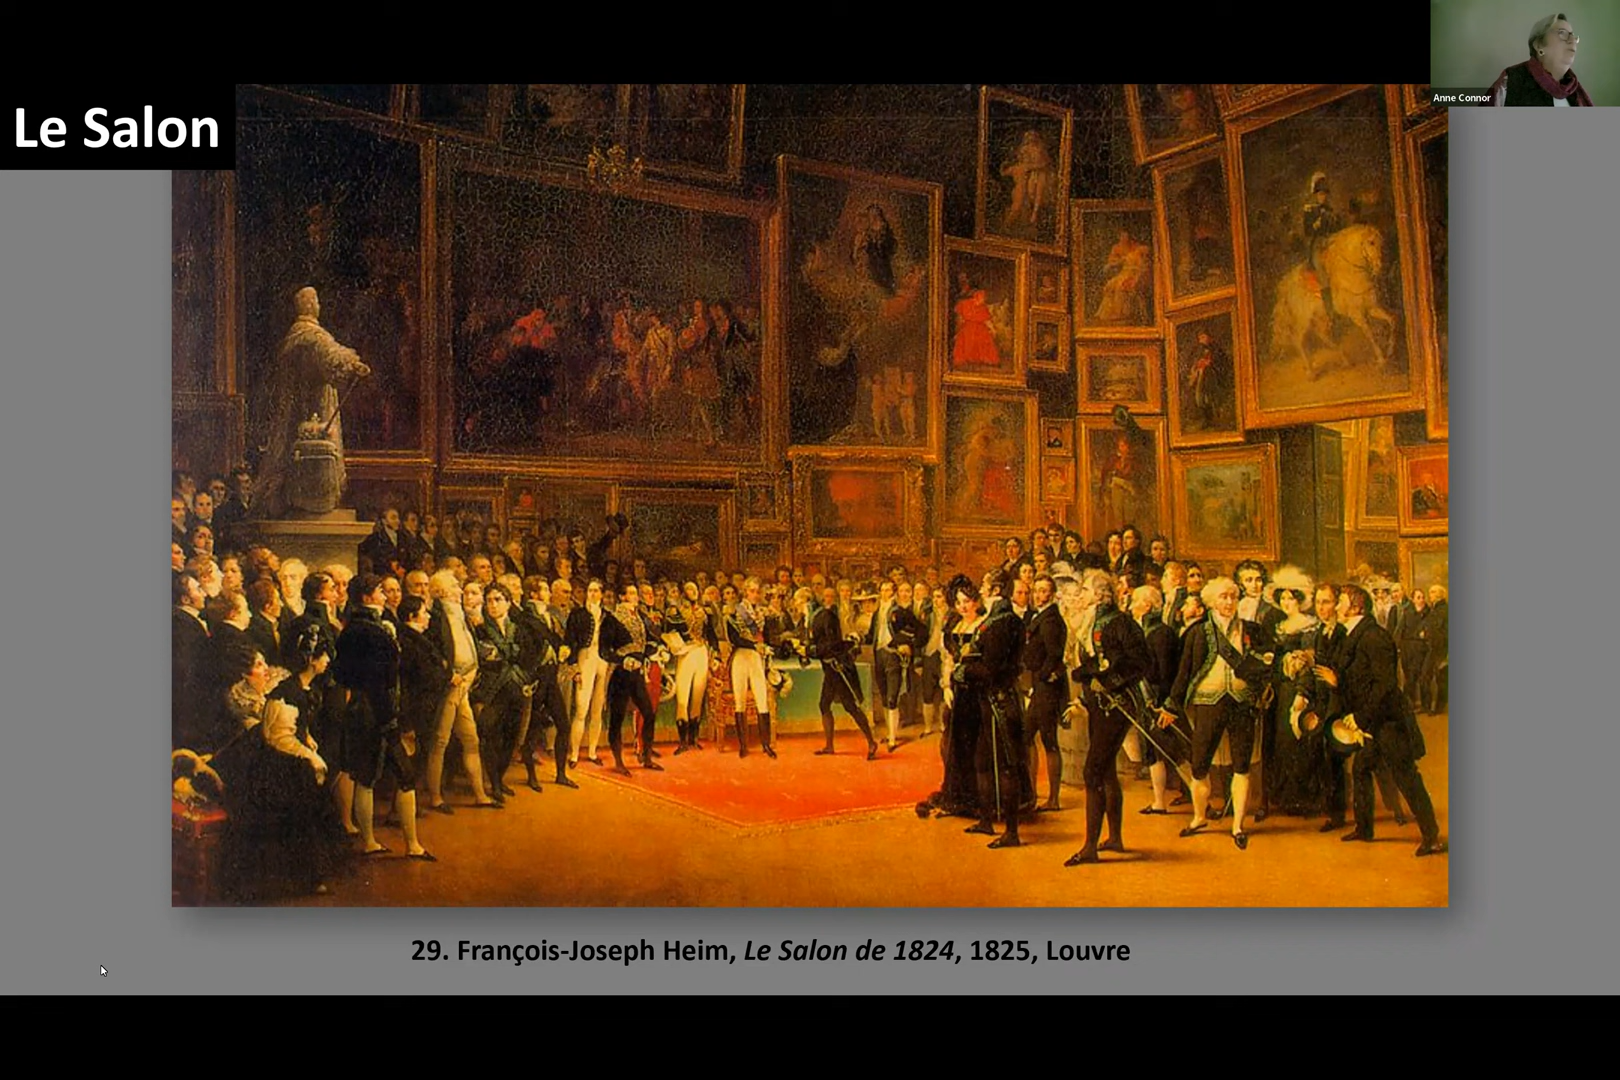 Le Salon
Anne Connor
29. François-Joseph Heim, Le Salon de 1824, 1825, Louvre